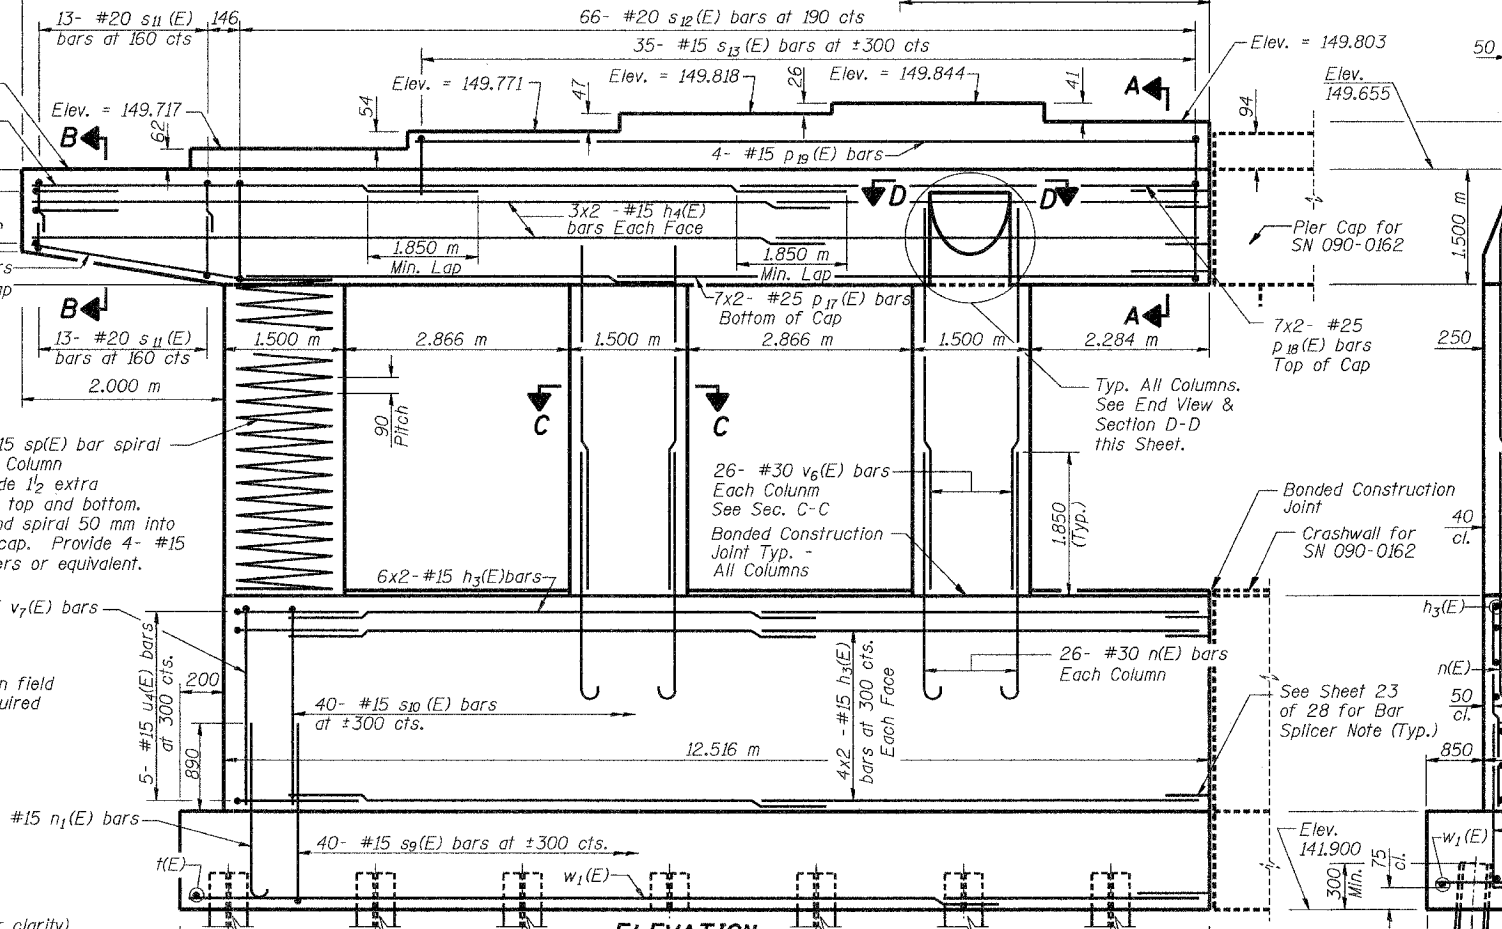 13- #20 s11 (E)
bars at 160 cts
146
66- #20 s12 (E) bars at 190 cts
35- #15 s13 (E) bars at ±300 cts
Elev. = 149.803
50
Elev.
149.655
Elev. = 149.844
Elev. = 149.818
Elev. = 149.771
Elev. = 149.717
26
41
47
54
62
94
A
B
4- #15 p19 (E) bars
D
D
3x2 - #15 h4(E)
bars Each Face
1.850 m
Min. Lap
1.850 m
Min. Lap
Pier Cap for
SN 090-0162
1.500 m
7x2- #25 p17 (E) bars
Bottom of Cap
B
A
13- #20 s11 (E)
bars at 160 cts
1.500 m
2.866 m
1.500 m
2.866 m
1.500 m
2.284 m
7x2- #25
p18 (E) bars
Top of Cap
250
2.000 m
90
Pitch
C
C
Typ. All Columns.
See End View &
Section D-D
this Sheet.
15 sp(E) bar spiral
Column
de 1½ extra
top and bottom.
nd spiral 50 mm into
cap. Provide 4- #15
ers or equivalent.
26- #30 v6(E) bars
Each Colunm
See Sec. C-C
1.850
(Typ.)
Bonded Construction
Joint Typ. -
All Columns
Bonded Construction
Joint
Crashwall for
SN 090-0162
40
cl.
6x2-#15 h3(E)bars
v7(E) bars
h3(E)
5- #15 u4(E) bars
at 300 cts.
n field
uired
200
40- #15 s10 (E) bars
at ±300 cts.
4x2 - #15 h3(E)
bars at 300 cts.
Each Face
26- #30 n(E) bars
Each Column
n(E)
50
cl.
See Sheet 23
of 28 for Bar
Splicer Note (Typ.)
890
12.516 m
850
#15 n1(E) bars
40- #15 s9(E) bars at ±300 cts.
Elev.
141.900
w1(E)
t(E)
w1(E)
300
Min.
75
cl.
r clarity)
ELEVATION